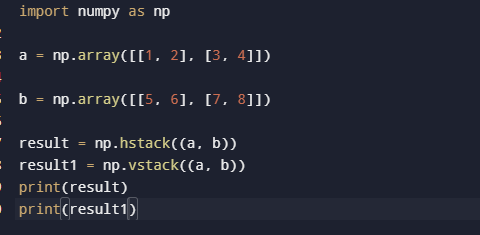 import numpy as np
a = np.array([[1, 2], [3, 4]])
b = np.array([[5, 6], [7, 8]])
result = np.hstack((a, b))
result1 = np.vstack((a, b))
print(result)
print(result1)